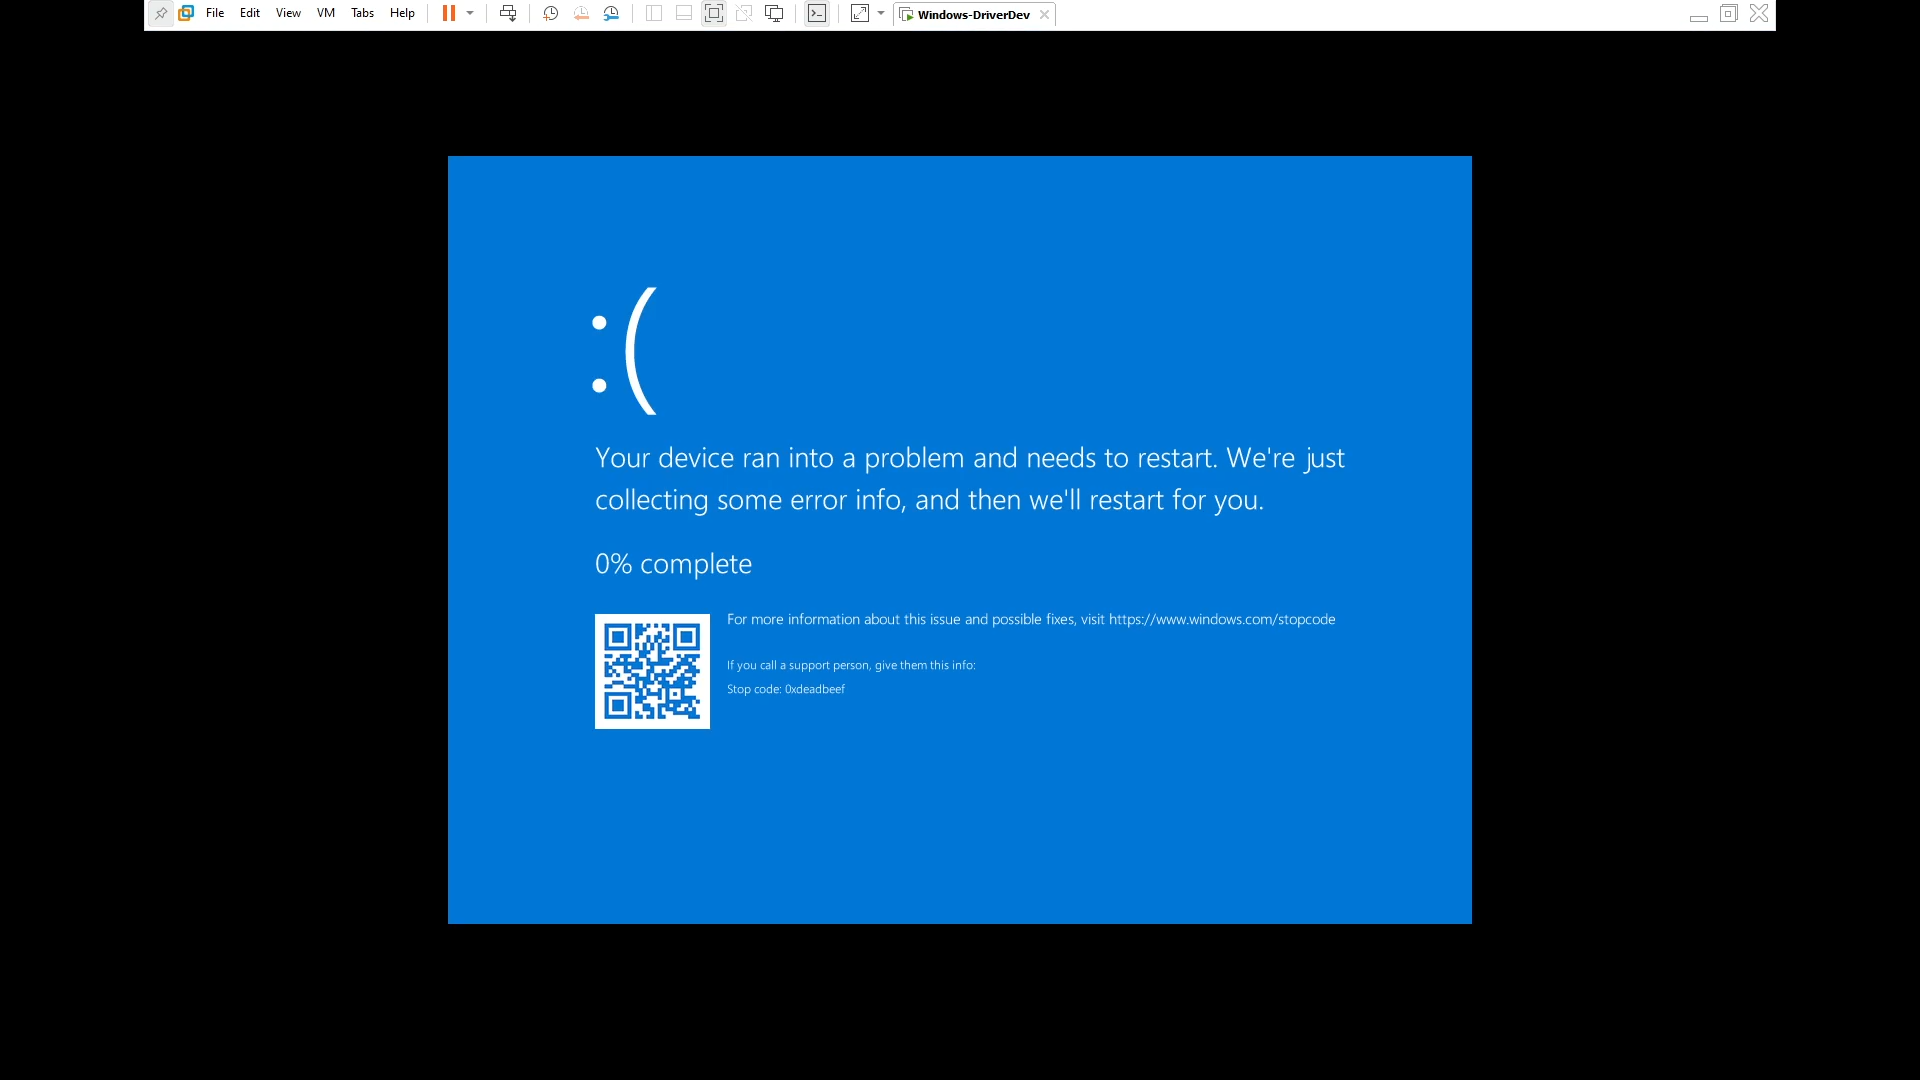 File Edit View VM Tabs Help Windows-DriverDev
:(
Your device ran into a problem and needs to restart. We're just
collecting some error info, and then we'll restart for you.
0% complete
For more information about this issue and possible fixes, visit https://www.windows.com/stopcode
If you call a support person, give them this info:
Stop code: 0xdeadbeef